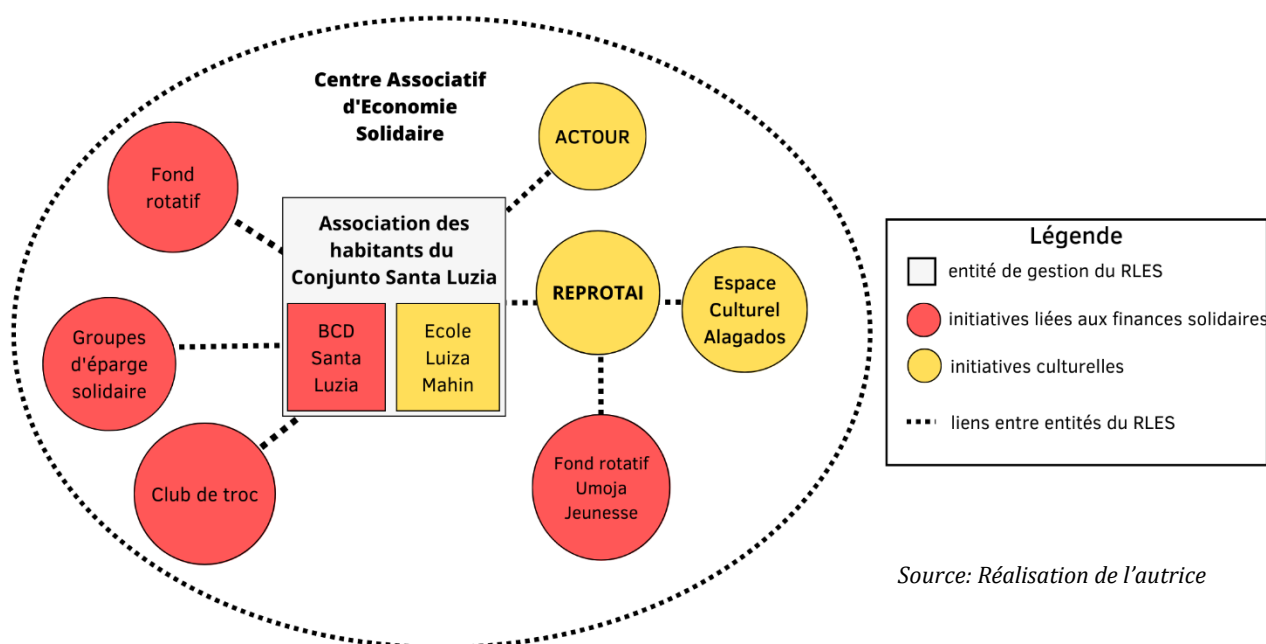 Centre Associatif
d'Economie
Solidaire
ACTOUR
Fond
rotatif
Association des
habitants du
Conjunto Santa Luzia
BCD
Santa
Luzia
Ecole
Luiza
Mahin
REPROTAI
Espace
Culturel
Alagados
Groupes
d'éparge
solidaire
Club de troc
Fond rotatif
Umoja
Jeunesse
Légende
entité de gestion du RLES
initiatives liées aux finances solidaires
initiatives culturelles
liens entre entités du RLES
Source: Réalisation de l’autrice